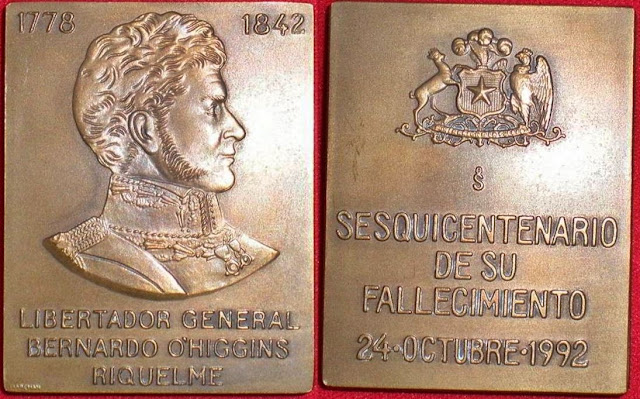 1778 1842
LIBERTADOR GENERAL
BERNARDO O'HIGGINS
RIQUELME
§
SESQUICENTENARIO
DE SU
FALLECIMIENTO
24·OCTUBRE·1992